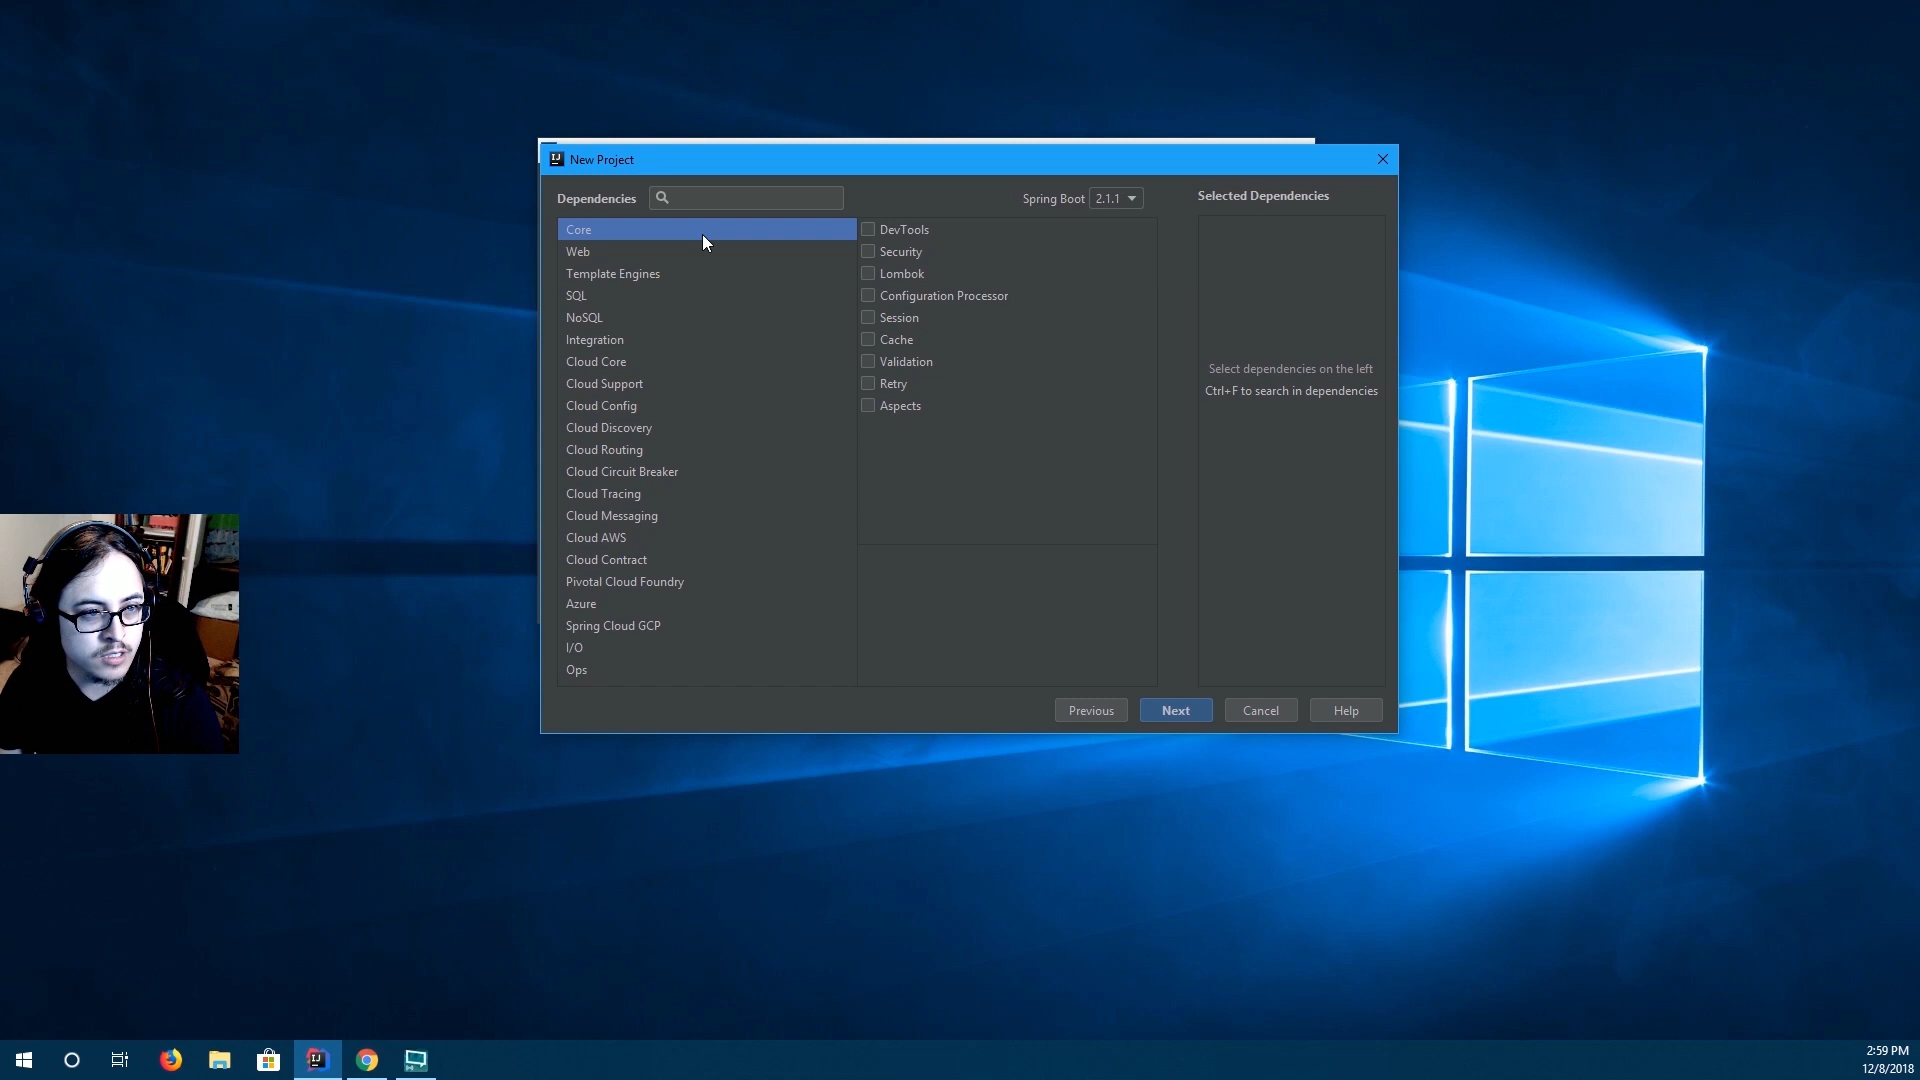 New Project
Dependencies
Spring Boot 2.1.1
Selected Dependencies
Core
Web
Template Engines
SQL
NoSQL
Integration
Cloud Core
Cloud Support
Cloud Config
Cloud Discovery
Cloud Routing
Cloud Circuit Breaker
Cloud Tracing
Cloud Messaging
Cloud AWS
Cloud Contract
Pivotal Cloud Foundry
Azure
Spring Cloud GCP
I/O
Ops
DevTools
Security
Lombok
Configuration Processor
Session
Cache
Validation
Retry
Aspects
Select dependencies on the left
Ctrl+F to search in dependencies
Previous
Next
Cancel
Help
IJ
2:59 PM
12/8/2018